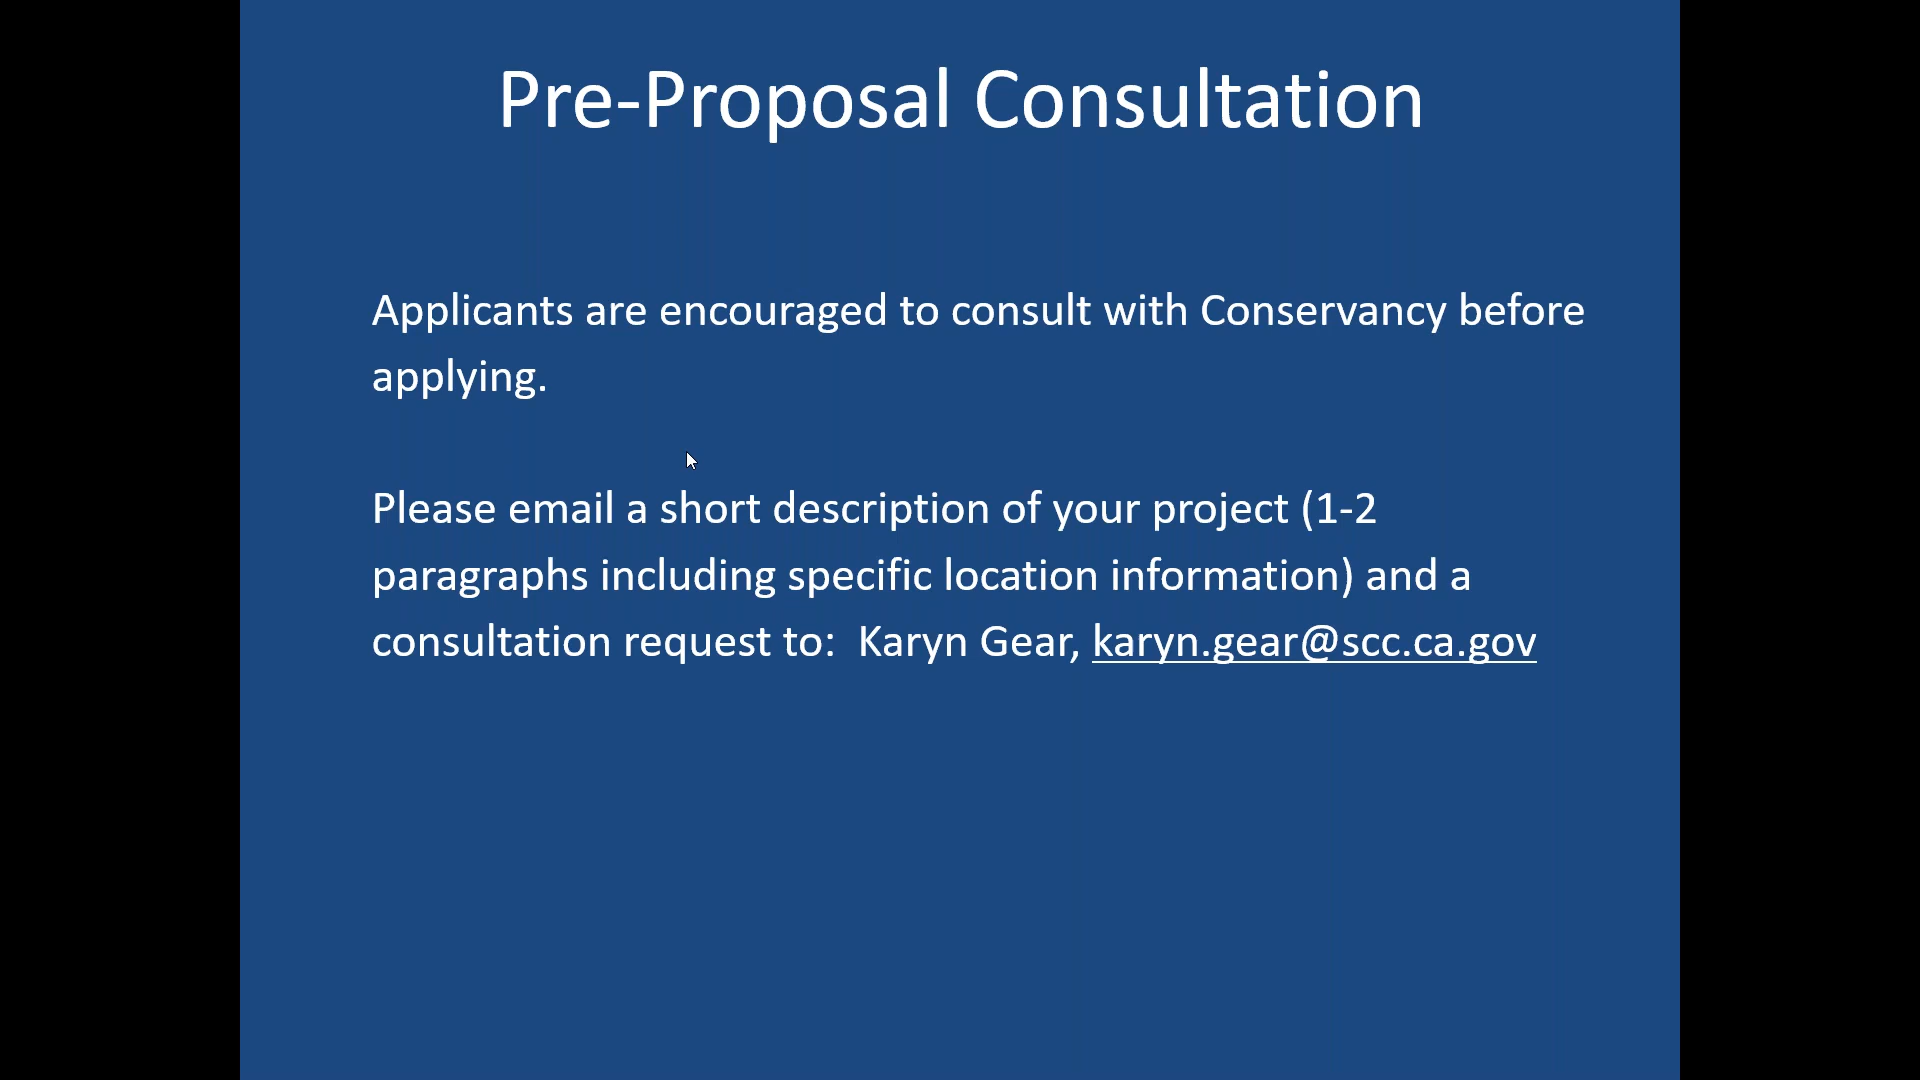 Pre-Proposal Consultation
Applicants are encouraged to consult with Conservancy before
applying.
Please email a short description of your project (1-2
paragraphs including specific location information) and a
consultation request to:  Karyn Gear, karyn.gear@scc.ca.gov